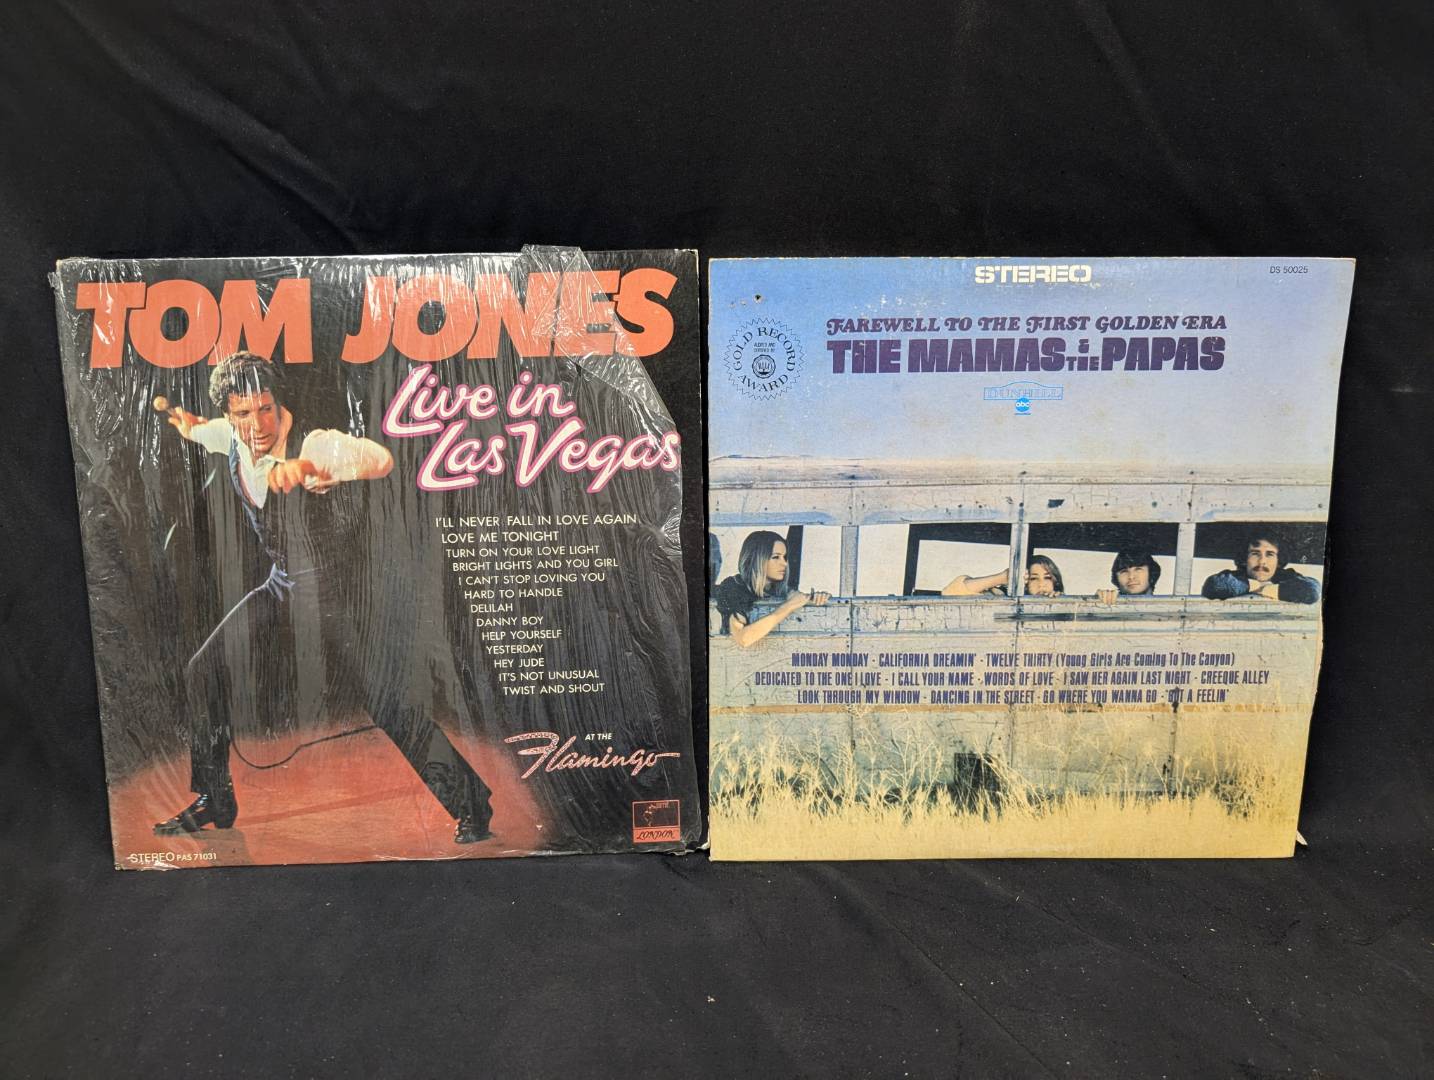 TOM JONES
Live in
Las Vegas
I'LL NEVER FALL IN LOVE AGAIN
LOVE ME TONIGHT
TURN ON YOUR LOVE LIGHT
BRIGHT LIGHTS AND YOU GIRL
I CAN'T STOP LOVING YOU
HARD TO HANDLE
DELILAH
DANNY BOY
HELP YOURSELF
YESTERDAY
HEY JUDE
IT'S NOT UNUSUAL
TWIST AND SHOUT
AT THE
Flamingo
LONDON
STEREO PAS 71031
STEREO
DS 50025
FAREWELL TO THE FIRST GOLDEN ERA
THE MAMAS & THE PAPAS
GOLD RECORD
AWARD
DUNHILL
abc
MONDAY MONDAY · CALIFORNIA DREAMIN' · TWELVE THIRTY (Young Girls Are Coming To The Canyon)
DEDICATED TO THE ONE I LOVE · I CALL YOUR NAME · WORDS OF LOVE · I SAW HER AGAIN LAST NIGHT · CREEQUE ALLEY
LOOK THROUGH MY WINDOW · DANCING IN THE STREET · GO WHERE YOU WANNA GO · GOT A FEELIN'